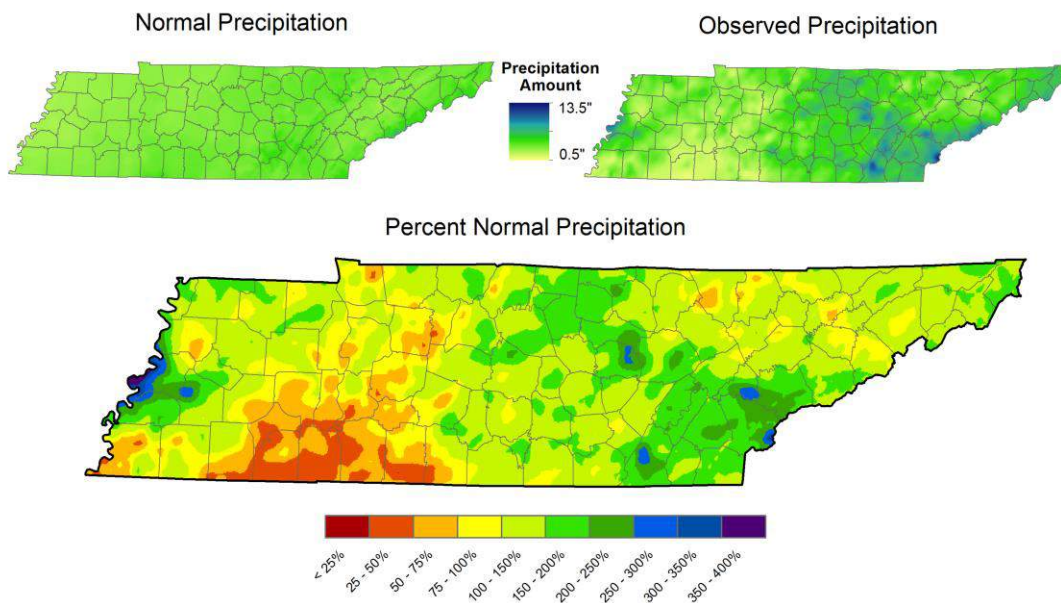 Normal Precipitation
Observed Precipitation
Precipitation
Amount
13.5"
0.5"
Percent Normal Precipitation
< 25%
25 - 50%
50 - 75%
75 - 100%
100 - 150%
150 - 200%
200 - 250%
250 - 300%
300 - 350%
350 - 400%